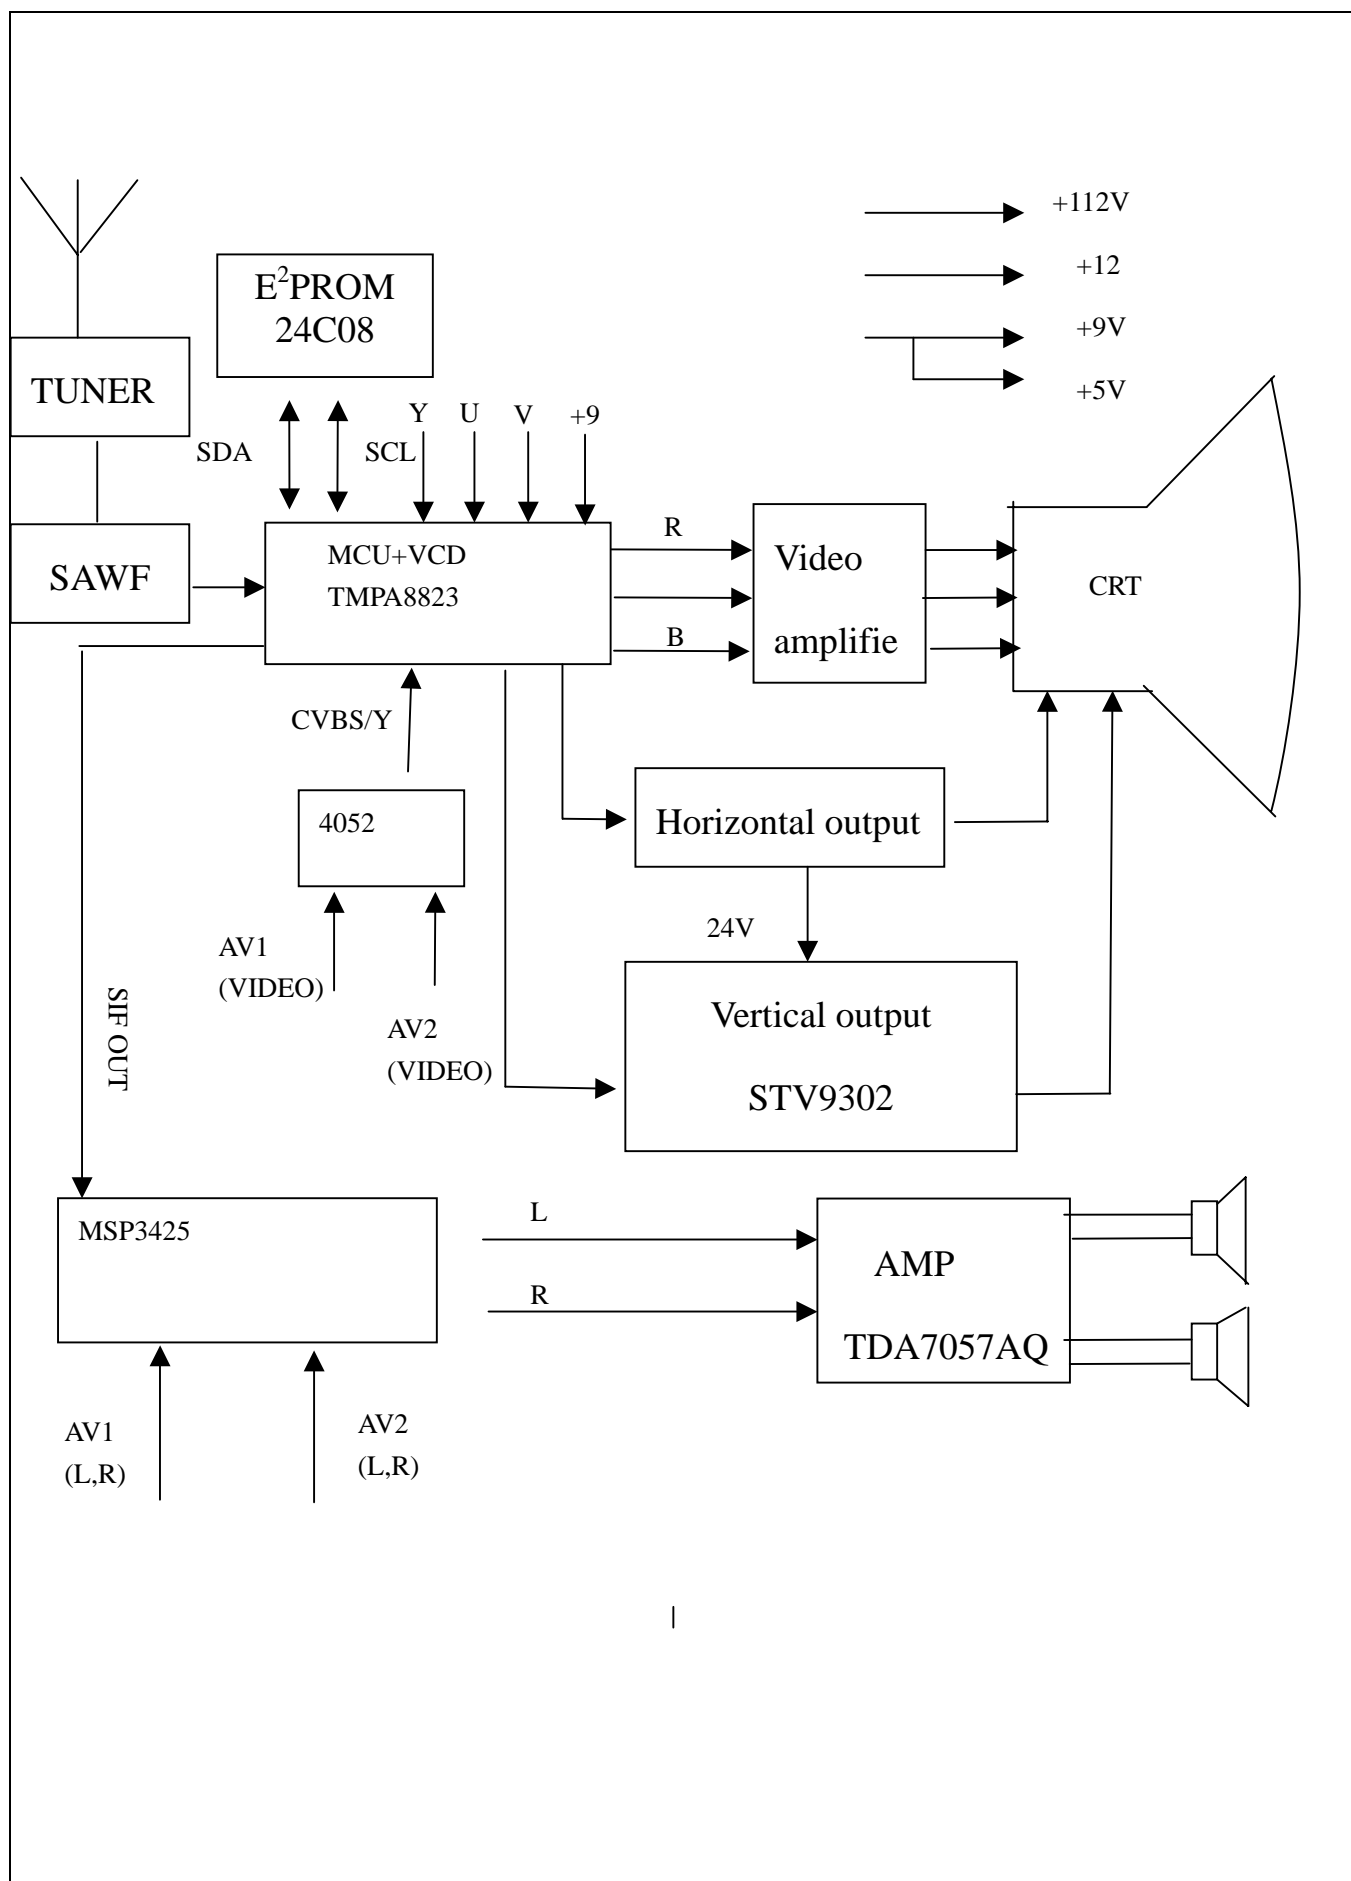 +112V
+12
+9V
+5V
E²PROM
24C08
TUNER
Y U V +9
SDA SCL
SAWF
MCU+VCD
TMPA8823
R
B
Video
amplifie
CRT
CVBS/Y
4052
Horizontal output
AV1
(VIDEO)
AV2
(VIDEO)
24V
Vertical output
STV9302
SIF OUT
MSP3425
L
R
AMP
TDA7057AQ
AV1
(L,R)
AV2
(L,R)